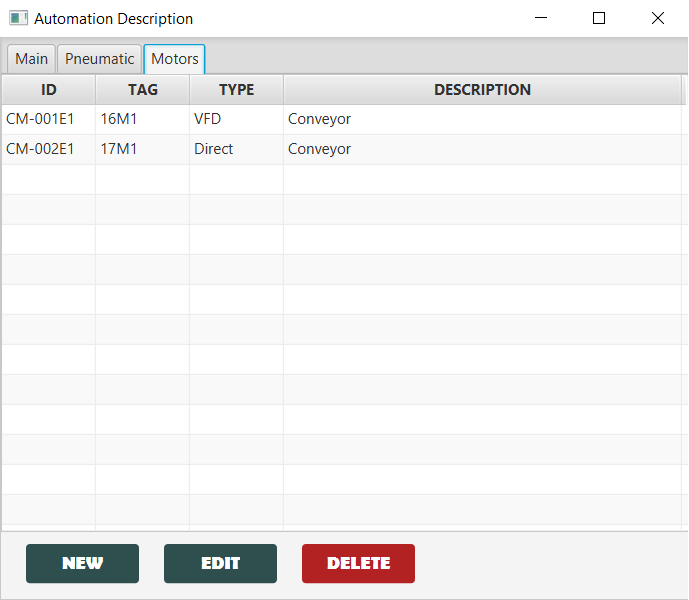 Automation Description
Main Pneumatic Motors
ID TAG TYPE DESCRIPTION
CM-001E1 16M1 VFD Conveyor
CM-002E1 17M1 Direct Conveyor
NEW EDIT DELETE